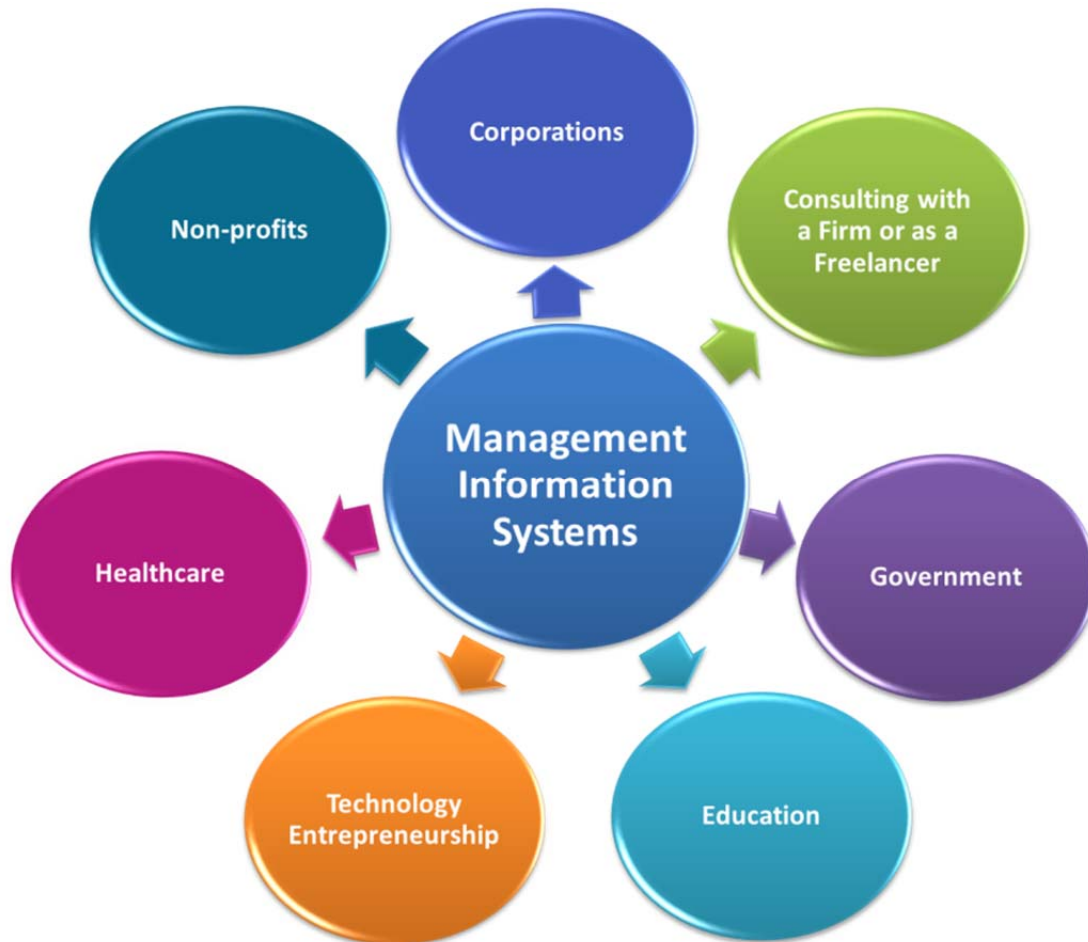 Corporations
Consulting with
a Firm or as a
Freelancer
Non-profits
Management
Information
Systems
Healthcare
Government
Technology
Entrepreneurship
Education